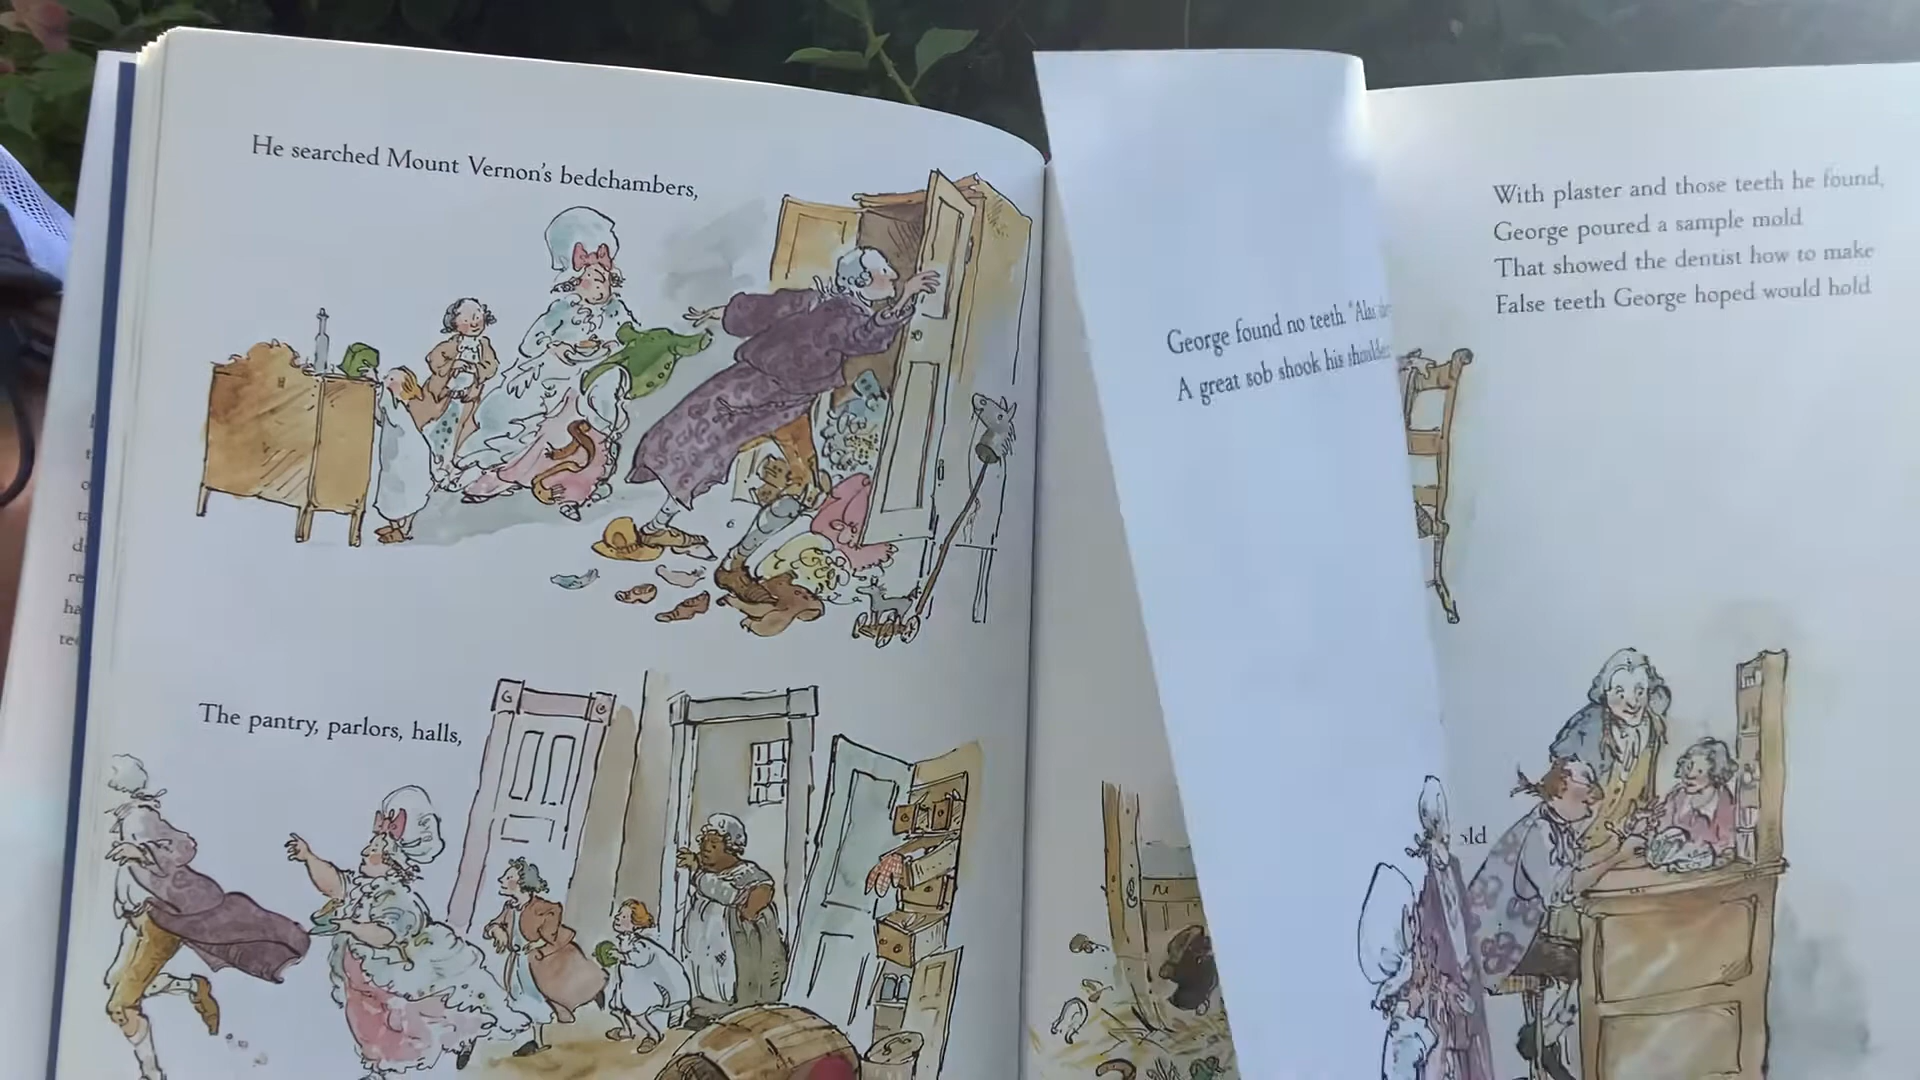 He searched Mount Vernon's bedchambers,
The pantry, parlors, halls,
George found no teeth. "Alas
A great sob shook his shoulder
With plaster and those teeth he found,
George poured a sample mold
That showed the dentist how to make
False teeth George hoped would hold